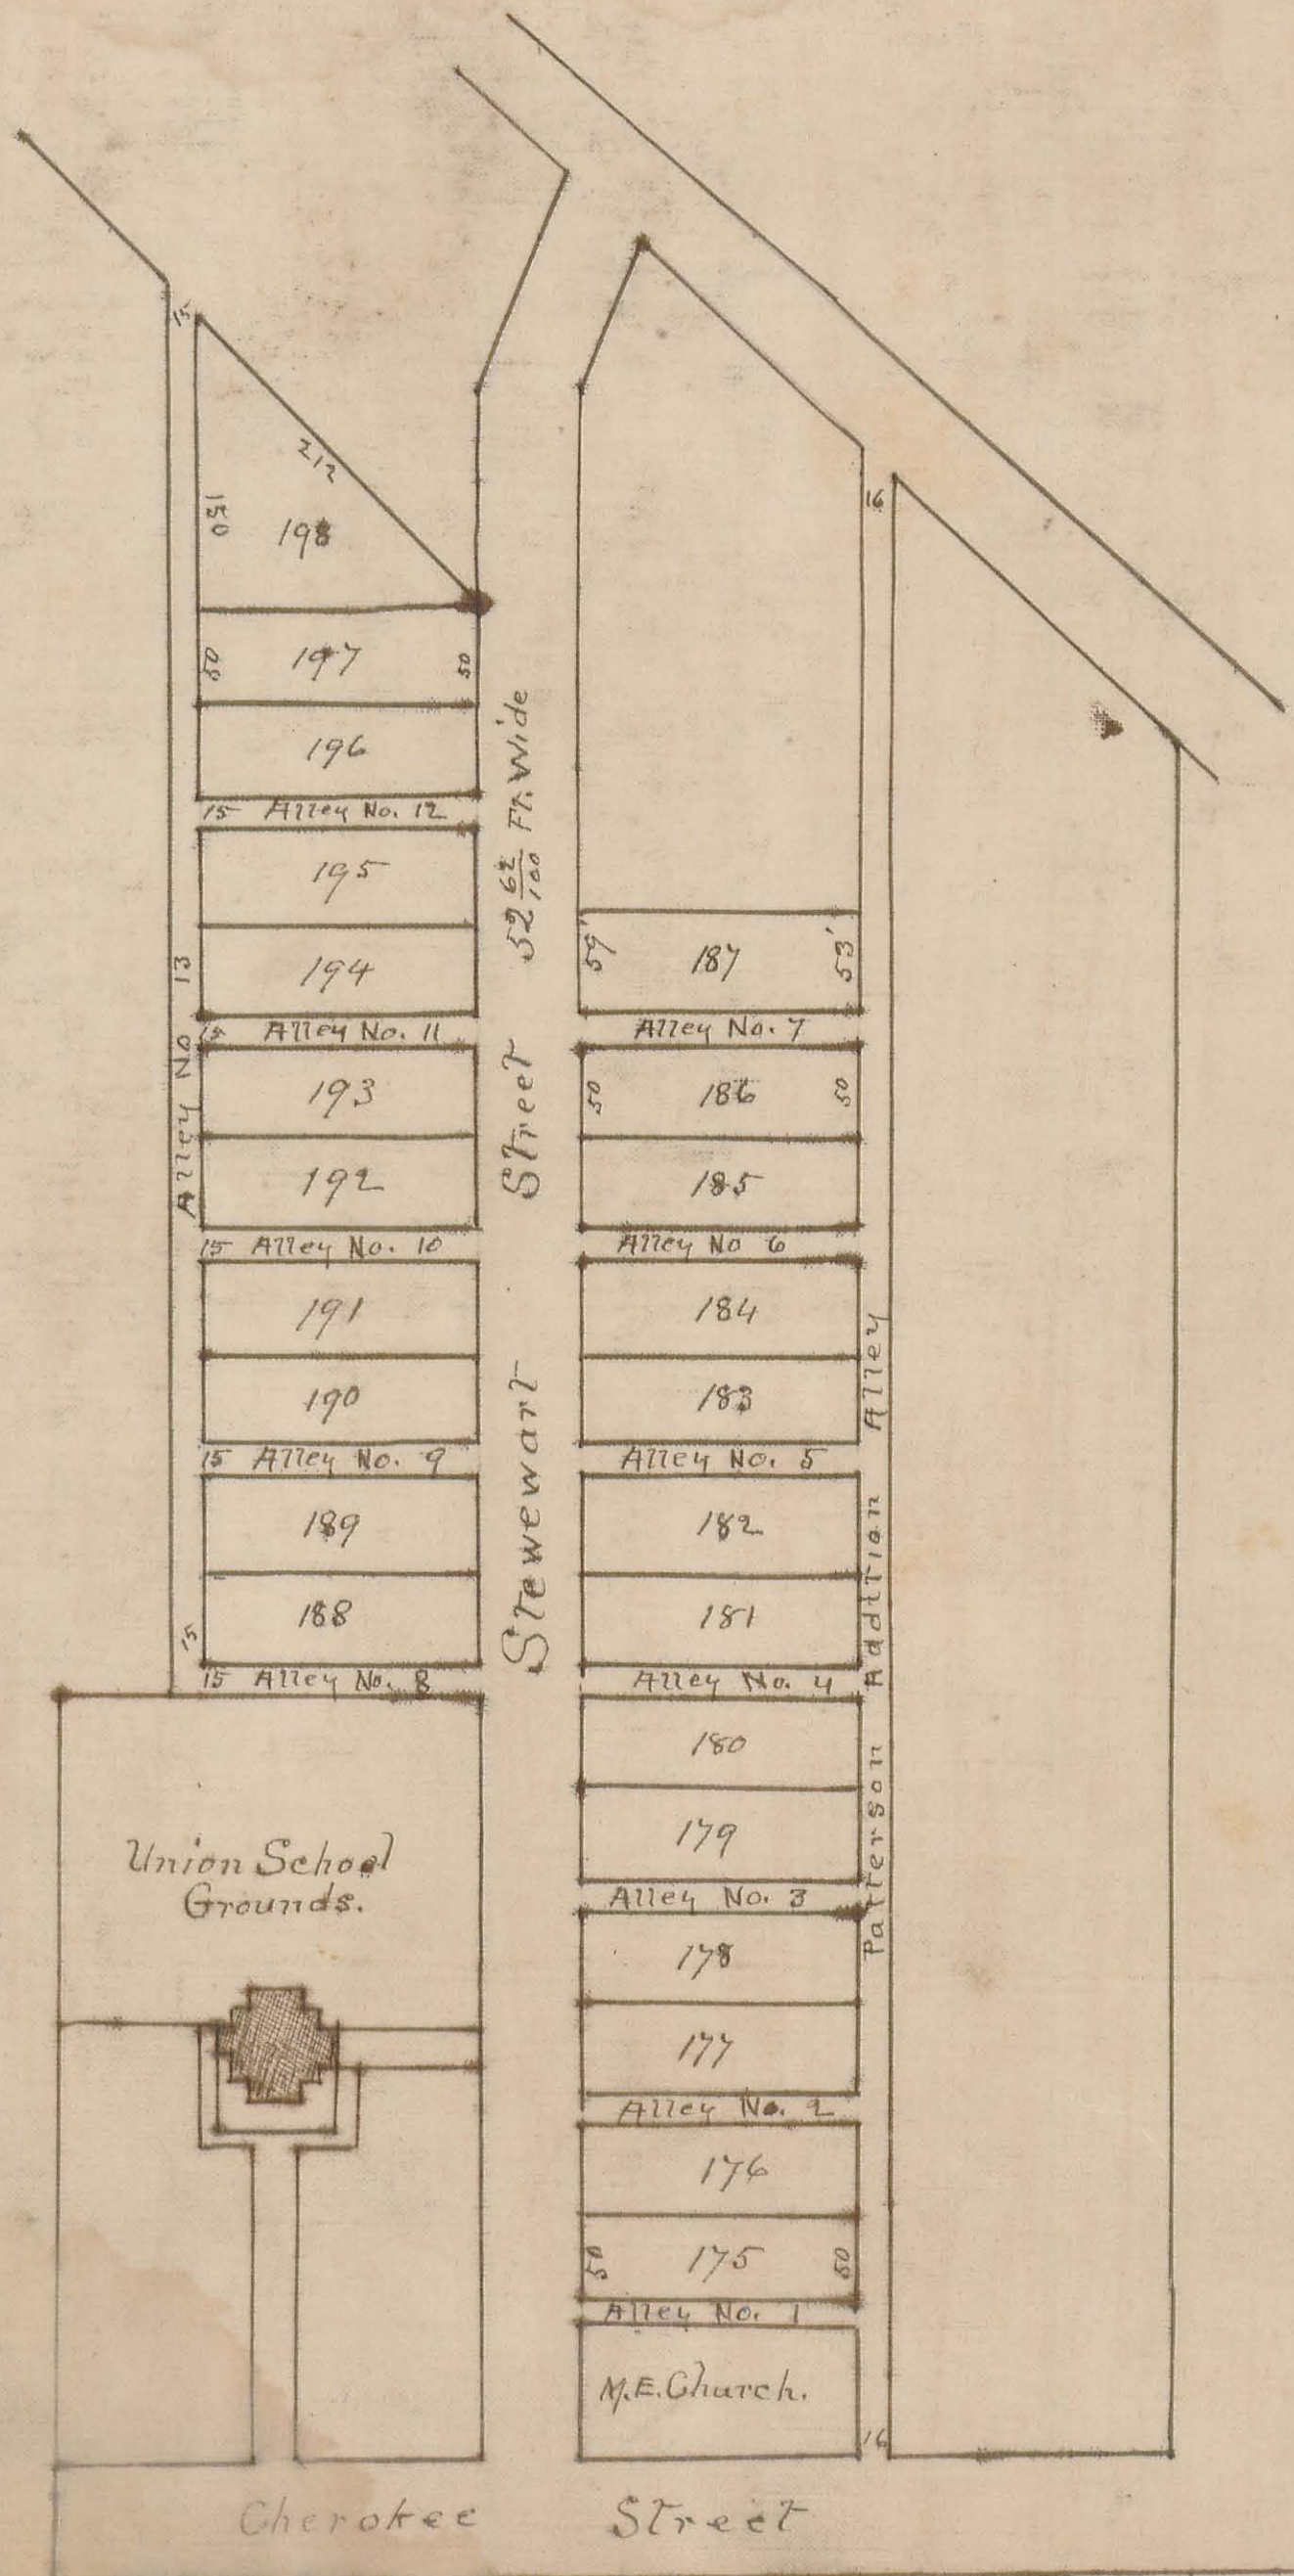 15
212
150
198
50 197 50
196
15 Alley No. 12
195
194
15 Alley No. 11
193
192
15 Alley No. 10
191
190
15 Alley No. 9
189
188
15
15 Alley No. 8
Alley No 13
Union School
Grounds.
Stewewart Street 52 62/100 Ft. Wide
16
59' 187 53'
Alley No. 7
50 186 50
185
Alley No 6
184
183
Alley No. 5
182
181
Alley No. 4
180
179
Alley No. 3
178
177
Alley No. 2
176
50 175 50
Alley No. 1
M.E. Church.
16
Patterson Addition Alley
Cherokee Street